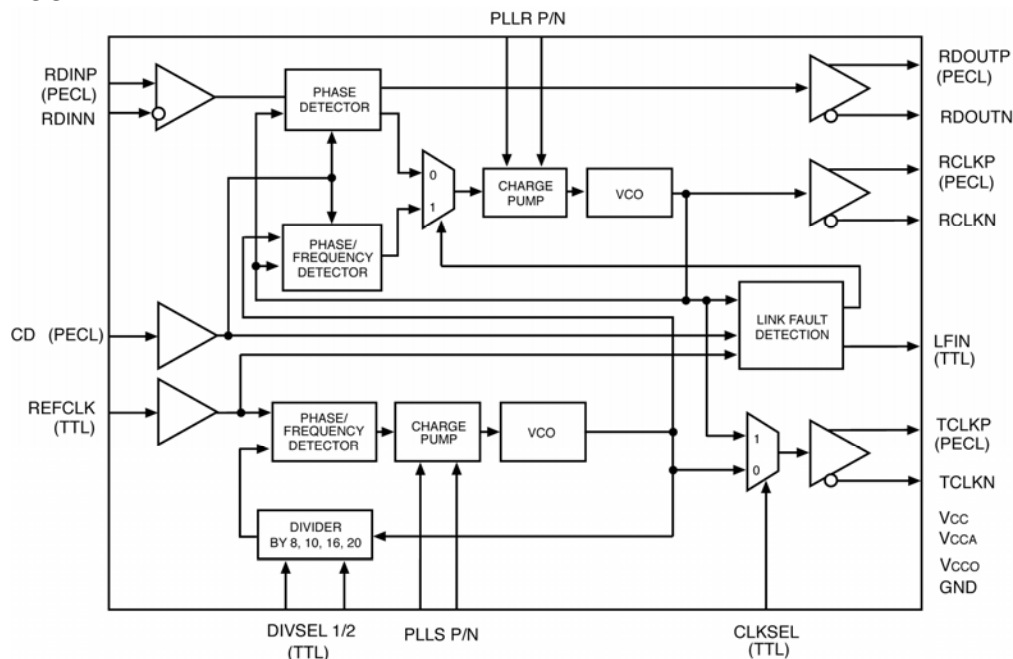 PLLR P/N
RDINP
(PECL)
RDINN
PHASE
DETECTOR
RDOUTP
(PECL)
RDOUTN
0
1
CHARGE
PUMP
VCO
RCLKP
(PECL)
RCLKN
PHASE/
FREQUENCY
DETECTOR
CD (PECL)
LINK FAULT
DETECTION
LFIN
(TTL)
REFCLK
(TTL)
PHASE/
FREQUENCY
DETECTOR
CHARGE
PUMP
VCO
1
0
TCLKP
(PECL)
TCLKN
DIVIDER
BY 8, 10, 16, 20
VCC
VCCA
VCCO
GND
DIVSEL 1/2
(TTL)
PLLS P/N
CLKSEL
(TTL)